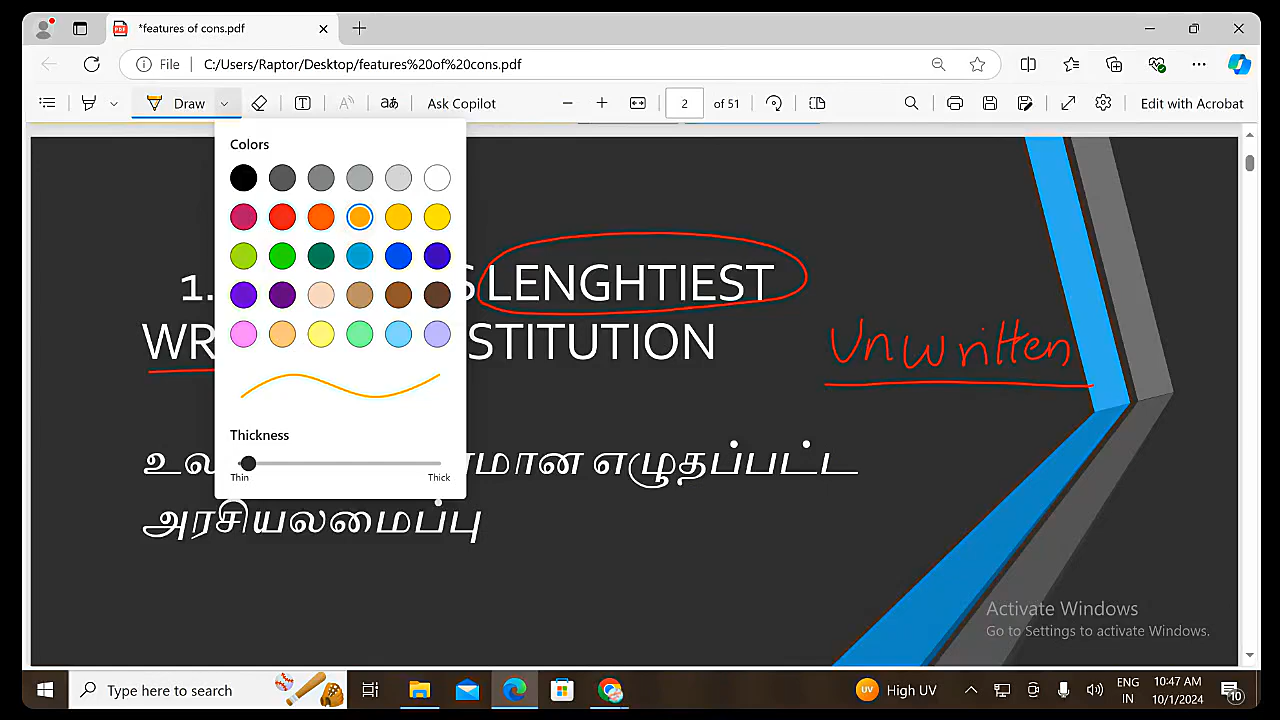 *features of cons.pdf
File C:/Users/Raptor/Desktop/features%20of%20cons.pdf
Draw Ask Copilot 2 of 51 Edit with Acrobat
Colors
1. S LENGHTIEST
WR STITUTION
Unwritten
Thickness
Thin Thick
உல மான எழுதப்பட்ட
அரசியலமைப்பு
Activate Windows
Go to Settings to activate Windows.
Type here to search
High UV
ENG
IN
10:47 AM
10/1/2024
10